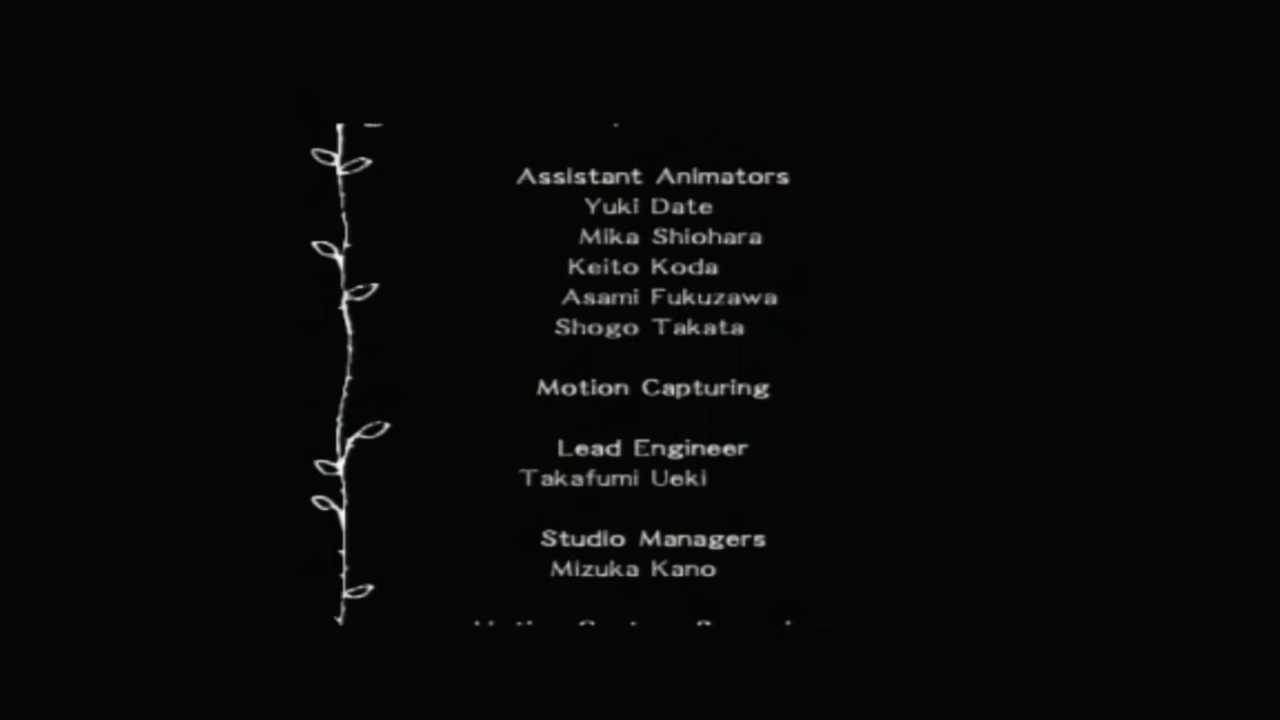 Assistant Animators
Yuki Date
Mika Shiohara
Keito Koda
Asami Fukuzawa
Shogo Takata
Motion Capturing
Lead Engineer
Takafumi Ueki
Studio Managers
Mizuka Kano